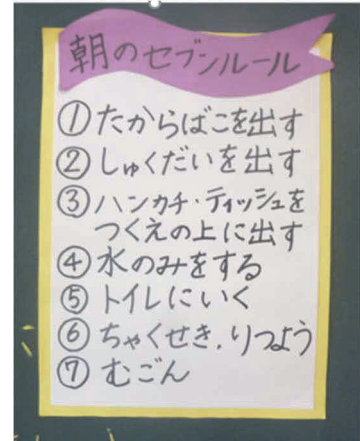 朝のセブンルール
①たからばこを出す
②しゅくだいを出す
③ハンカチ・ティッシュを
つくえの上に出す
④水のみをする
⑤トイレにいく
⑥ちゃくせき、りつよう
⑦むごん